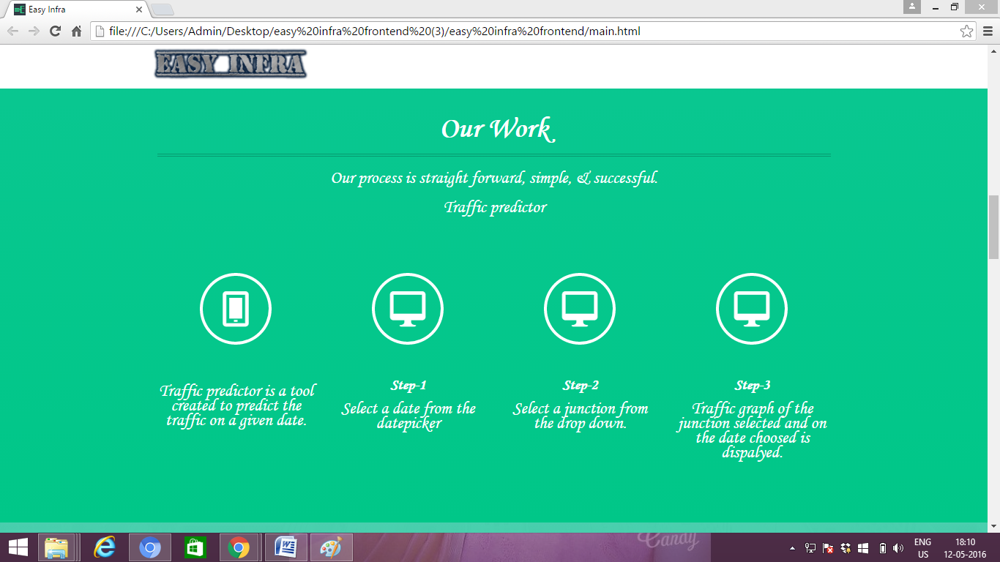 Easy Infra
file:///C:/Users/Admin/Desktop/easy%20infra%20frontend%20(3)/easy%20infra%20frontend/main.html
EASY INFRA
Our Work
Our process is straight forward, simple, & successful.
Traffic predictor
Traffic predictor is a tool
created to predict the
traffic on a given date.
Step-1
Select a date from the
datepicker
Step-2
Select a junction from
the drop down.
Step-3
Traffic graph of the
junction selected and on
the date choosed is
dispalyed.
Candy
ENG
US
18:10
12-05-2016